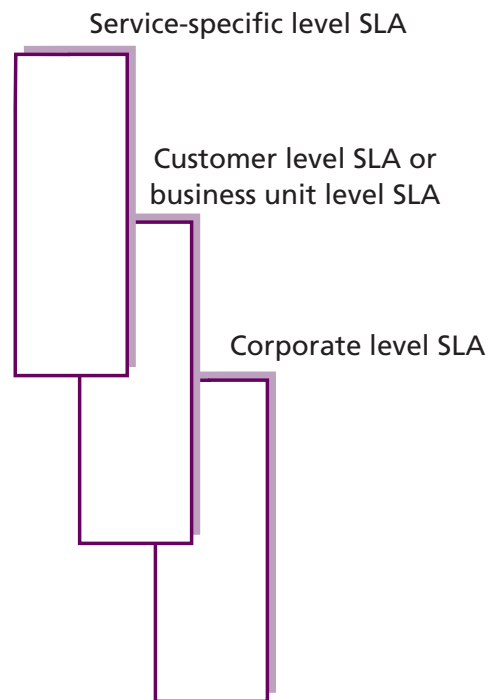 Service-specific level SLA
Customer level SLA or
business unit level SLA
Corporate level SLA